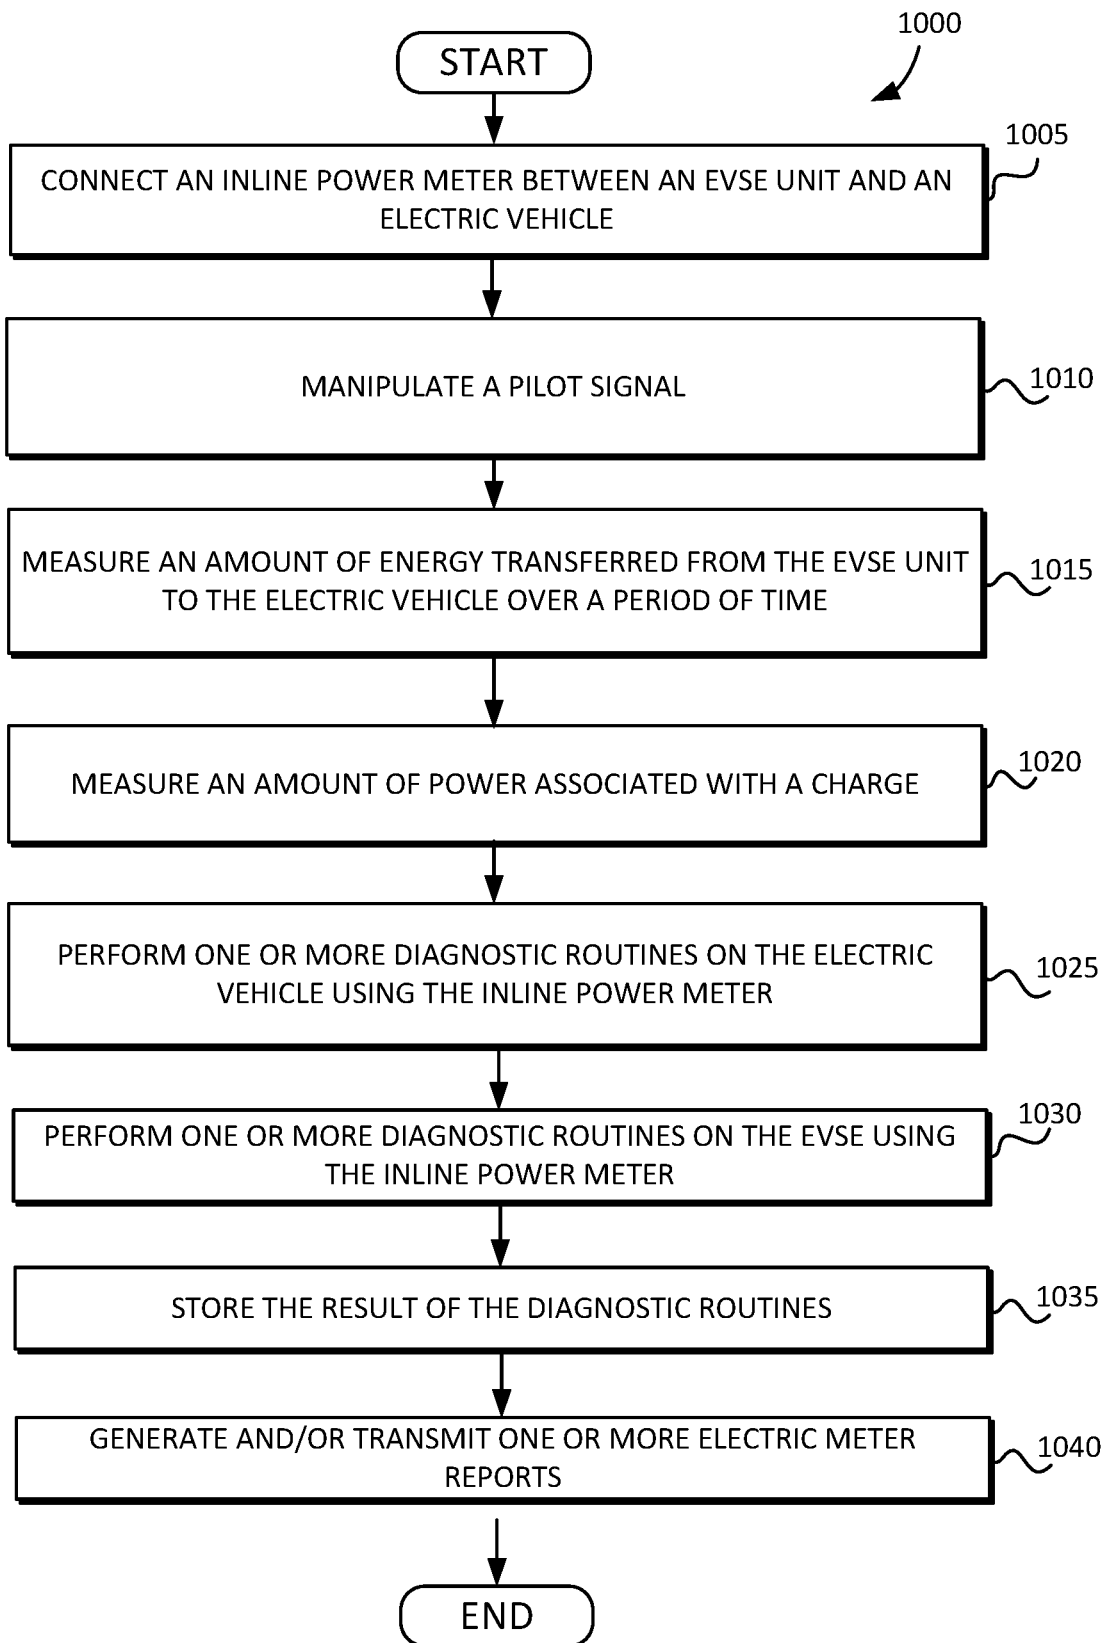 1000
START
1005
CONNECT AN INLINE POWER METER BETWEEN AN EVSE UNIT AND AN
ELECTRIC VEHICLE
MANIPULATE A PILOT SIGNAL
1010
MEASURE AN AMOUNT OF ENERGY TRANSFERRED FROM THE EVSE UNIT
TO THE ELECTRIC VEHICLE OVER A PERIOD OF TIME
1015
MEASURE AN AMOUNT OF POWER ASSOCIATED WITH A CHARGE
1020
PERFORM ONE OR MORE DIAGNOSTIC ROUTINES ON THE ELECTRIC
VEHICLE USING THE INLINE POWER METER
1025
PERFORM ONE OR MORE DIAGNOSTIC ROUTINES ON THE EVSE USING
THE INLINE POWER METER
1030
STORE THE RESULT OF THE DIAGNOSTIC ROUTINES
1035
GENERATE AND/OR TRANSMIT ONE OR MORE ELECTRIC METER
REPORTS
1040
END